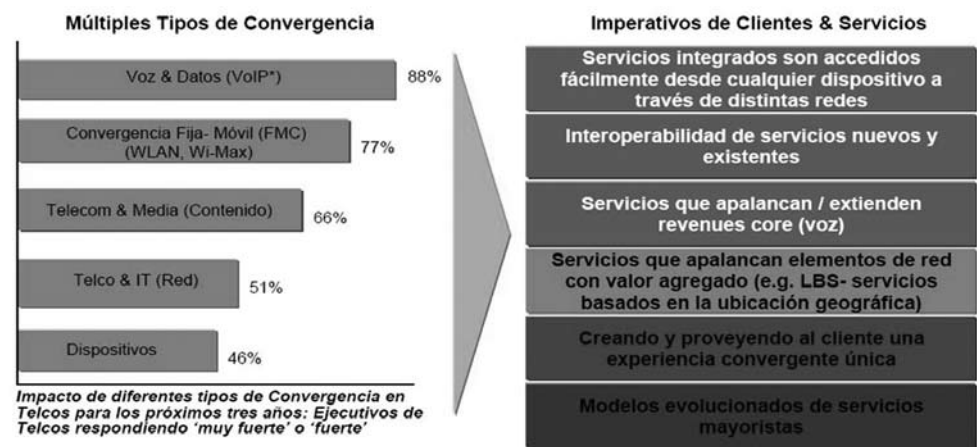 Múltiples Tipos de Convergencia
Voz & Datos (VoIP*)
88%
Convergencia Fija- Móvil (FMC)
(WLAN, Wi-Max)
77%
Telecom & Media (Contenido)
66%
Telco & IT (Red)
51%
Dispositivos
46%
Impacto de diferentes tipos de Convergencia en
Telcos para los próximos tres años: Ejecutivos de
Telcos respondiendo ‘muy fuerte’ o ‘fuerte’
Imperativos de Clientes & Servicios
Servicios integrados son accedidos
fácilmente desde cualquier dispositivo a
través de distintas redes
Interoperabilidad de servicios nuevos y
existentes
Servicios que apalancan / extienden
revenues core (voz)
Servicios que apalancan elementos de red
con valor agregado (e.g. LBS- servicios
basados en la ubicación geográfica)
Creando y proveyendo al cliente una
experiencia convergente única
Modelos evolucionados de servicios
mayoristas